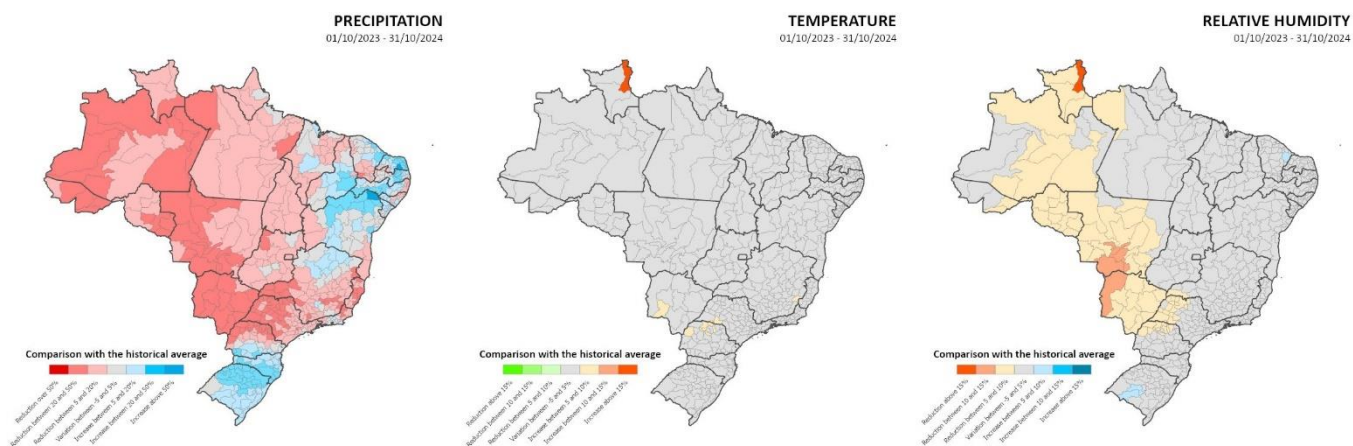 PRECIPITATION
01/10/2023 - 31/10/2024
Comparison with the historical average
Reduction over 50%
Reduction between 20 and 50%
Reduction between 5 and 20%
Variation between -5 and 5%
Increase between 5 and 20%
Increase between 20 and 50%
Increase above 50%
TEMPERATURE
01/10/2023 - 31/10/2024
Comparison with the historical average
Reduction above 15%
Reduction between 10 and 15%
Reduction between 5 and 10%
Variation between -5 and 5%
Increase between 5 and 10%
Increase between 10 and 15%
Increase above 15%
RELATIVE HUMIDITY
01/10/2023 - 31/10/2024
Comparison with the historical average
Reduction above 15%
Reduction between 10 and 15%
Reduction between 5 and 10%
Variation between -5 and 5%
Increase between 5 and 10%
Increase between 10 and 15%
Increase above 15%